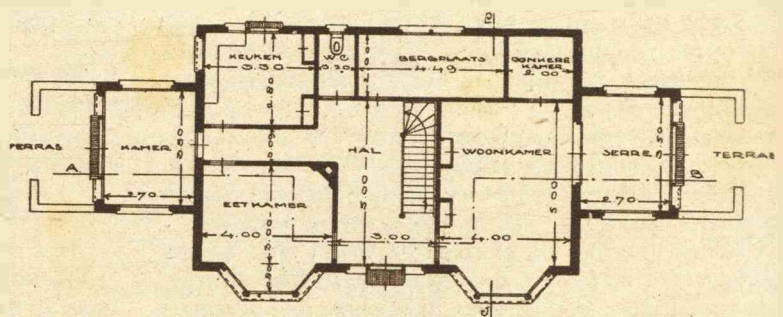 KEUKEN
3.30
W.C.
BERGPLAATS
4.49
DONKERE
KAMER
2.00
TERRAS
KAMER
HAL
WOONKAMER
SERRE
TERRAS
A
B
2.70
EETKAMER
2.70
4.00
3.00
4.00